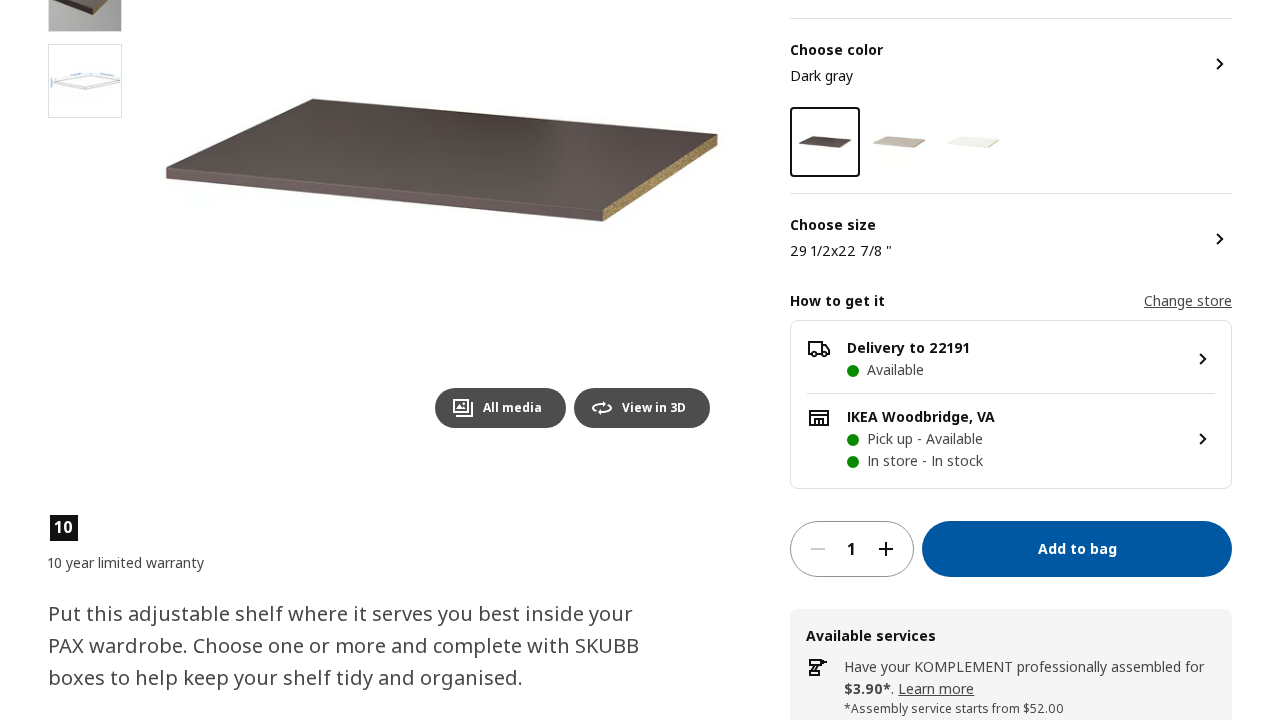 Choose color
Dark gray
Choose size
29 1/2x22 7/8 "
How to get it
Change store
Delivery to 22191
Available
IKEA Woodbridge, VA
Pick up - Available
In store - In stock
All media
View in 3D
10
10 year limited warranty
1
Add to bag
Put this adjustable shelf where it serves you best inside your
PAX wardrobe. Choose one or more and complete with SKUBB
boxes to help keep your shelf tidy and organised.
Available services
Have your KOMPLEMENT professionally assembled for
$3.90*. Learn more
*Assembly service starts from $52.00